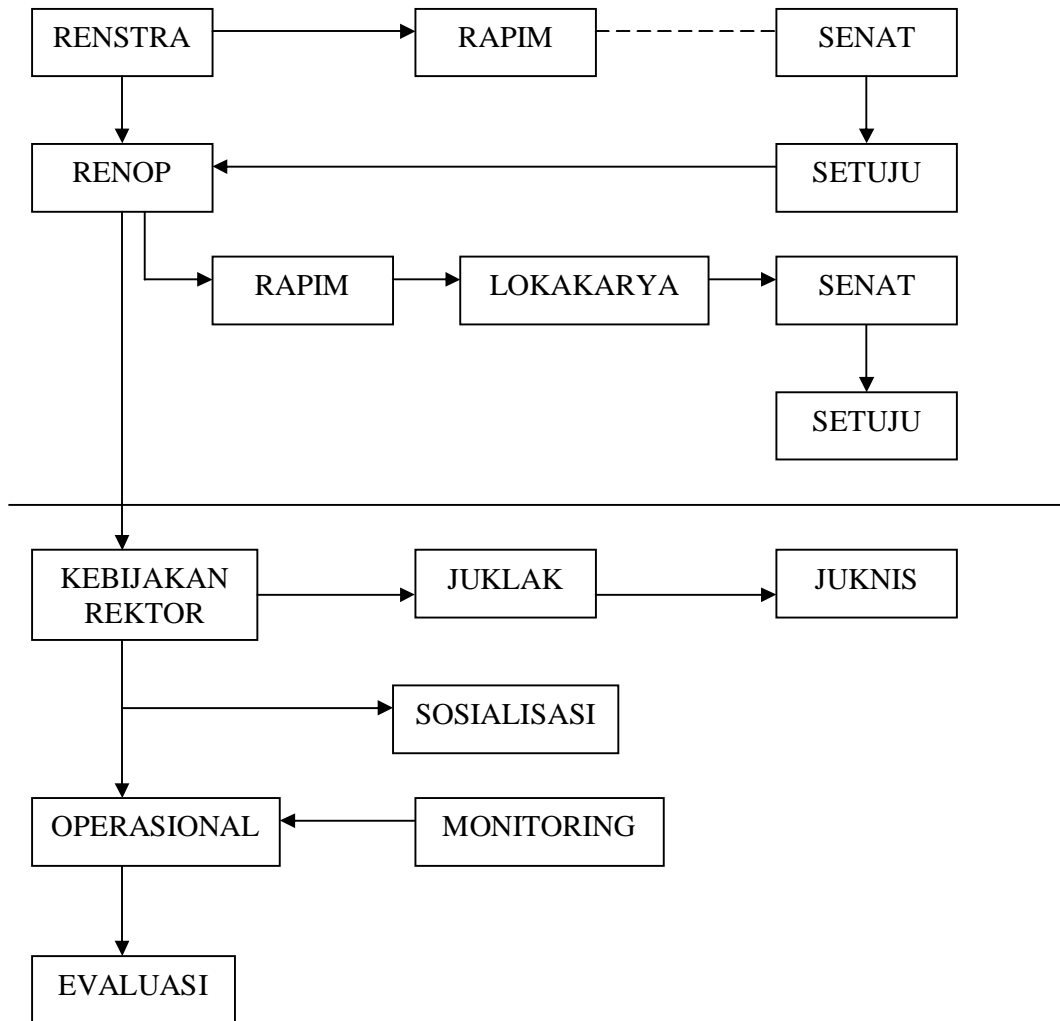 RENSTRA
RAPIM
SENAT
RENOP
SETUJU
RAPIM
LOKAKARYA
SENAT
SETUJU
KEBIJAKAN
REKTOR
JUKLAK
JUKNIS
SOSIALISASI
OPERASIONAL
MONITORING
EVALUASI